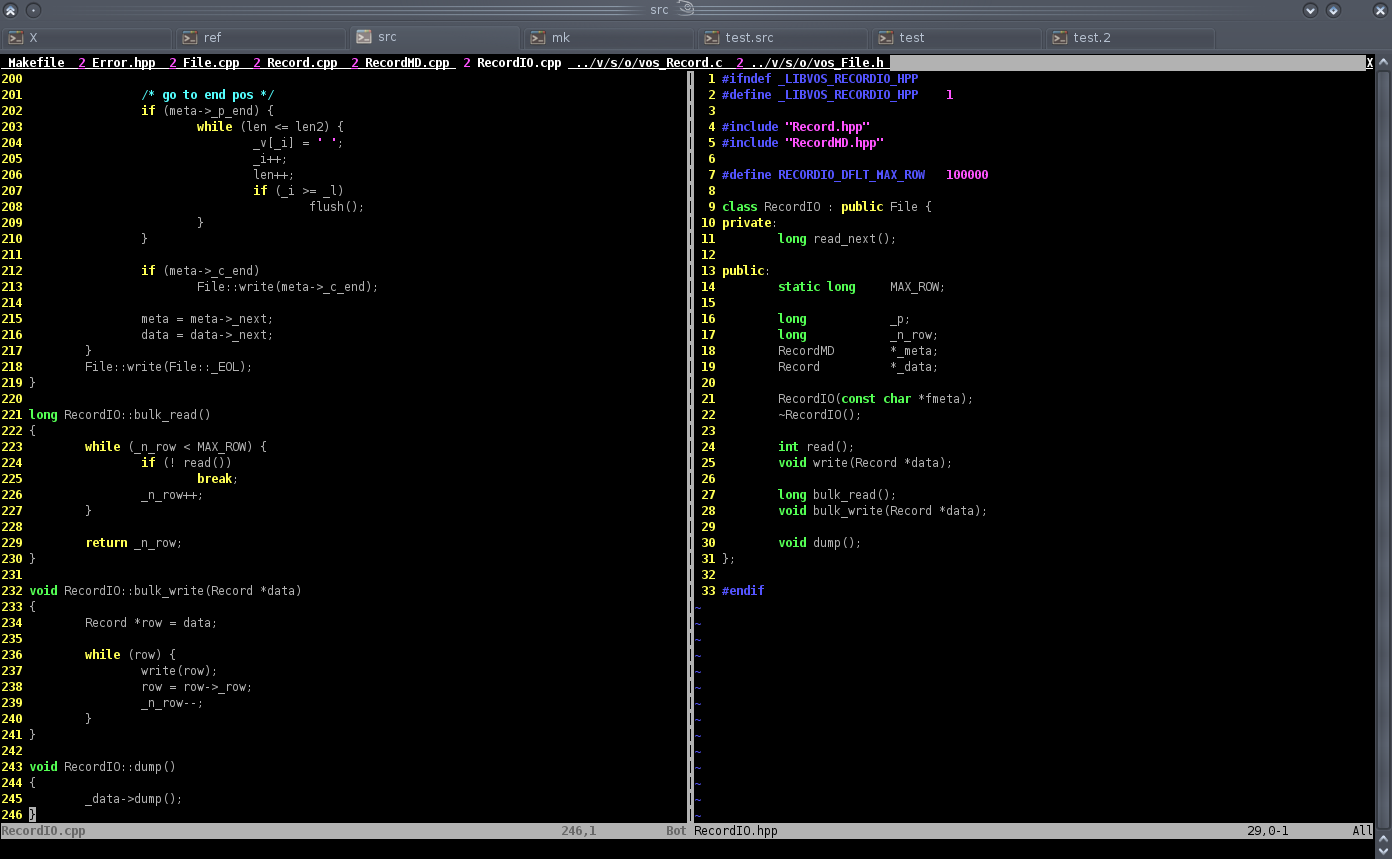 src
X ref src mk test.src test test.2
Makefile 2 Error.hpp 2 File.cpp 2 Record.cpp 2 RecordMD.cpp 2 RecordIO.cpp ../v/s/o/vos_Record.c 2 ../v/s/o/vos_File.h X
200
201 /* go to end pos */
202 if (meta->_p_end) {
203 while (len <= len2) {
204 _v[_i] = ' ';
205 _i++;
206 len++;
207 if (_i >= _l)
208 flush();
209 }
210 }
211
212 if (meta->_c_end)
213 File::write(meta->_c_end);
214
215 meta = meta->_next;
216 data = data->_next;
217 }
218 File::write(File::_EOL);
219 }
220
221 long RecordIO::bulk_read()
222 {
223 while (_n_row < MAX_ROW) {
224 if (! read())
225 break;
226 _n_row++;
227 }
228
229 return _n_row;
230 }
231
232 void RecordIO::bulk_write(Record *data)
233 {
234 Record *row = data;
235
236 while (row) {
237 write(row);
238 row = row->_row;
239 _n_row--;
240 }
241 }
242
243 void RecordIO::dump()
244 {
245 _data->dump();
246 }
RecordIO.cpp 246,1 Bot
1 #ifndef _LIBVOS_RECORDIO_HPP
2 #define _LIBVOS_RECORDIO_HPP 1
3
4 #include "Record.hpp"
5 #include "RecordMD.hpp"
6
7 #define RECORDIO_DFLT_MAX_ROW 100000
8
9 class RecordIO : public File {
10 private:
11 long read_next();
12
13 public:
14 static long MAX_ROW;
15
16 long _p;
17 long _n_row;
18 RecordMD *_meta;
19 Record *_data;
20
21 RecordIO(const char *fmeta);
22 ~RecordIO();
23
24 int read();
25 void write(Record *data);
26
27 long bulk_read();
28 void bulk_write(Record *data);
29
30 void dump();
31 };
32
33 #endif
~
~
~
~
~
~
~
~
~
~
~
~
~
~
RecordIO.hpp 29,0-1 All